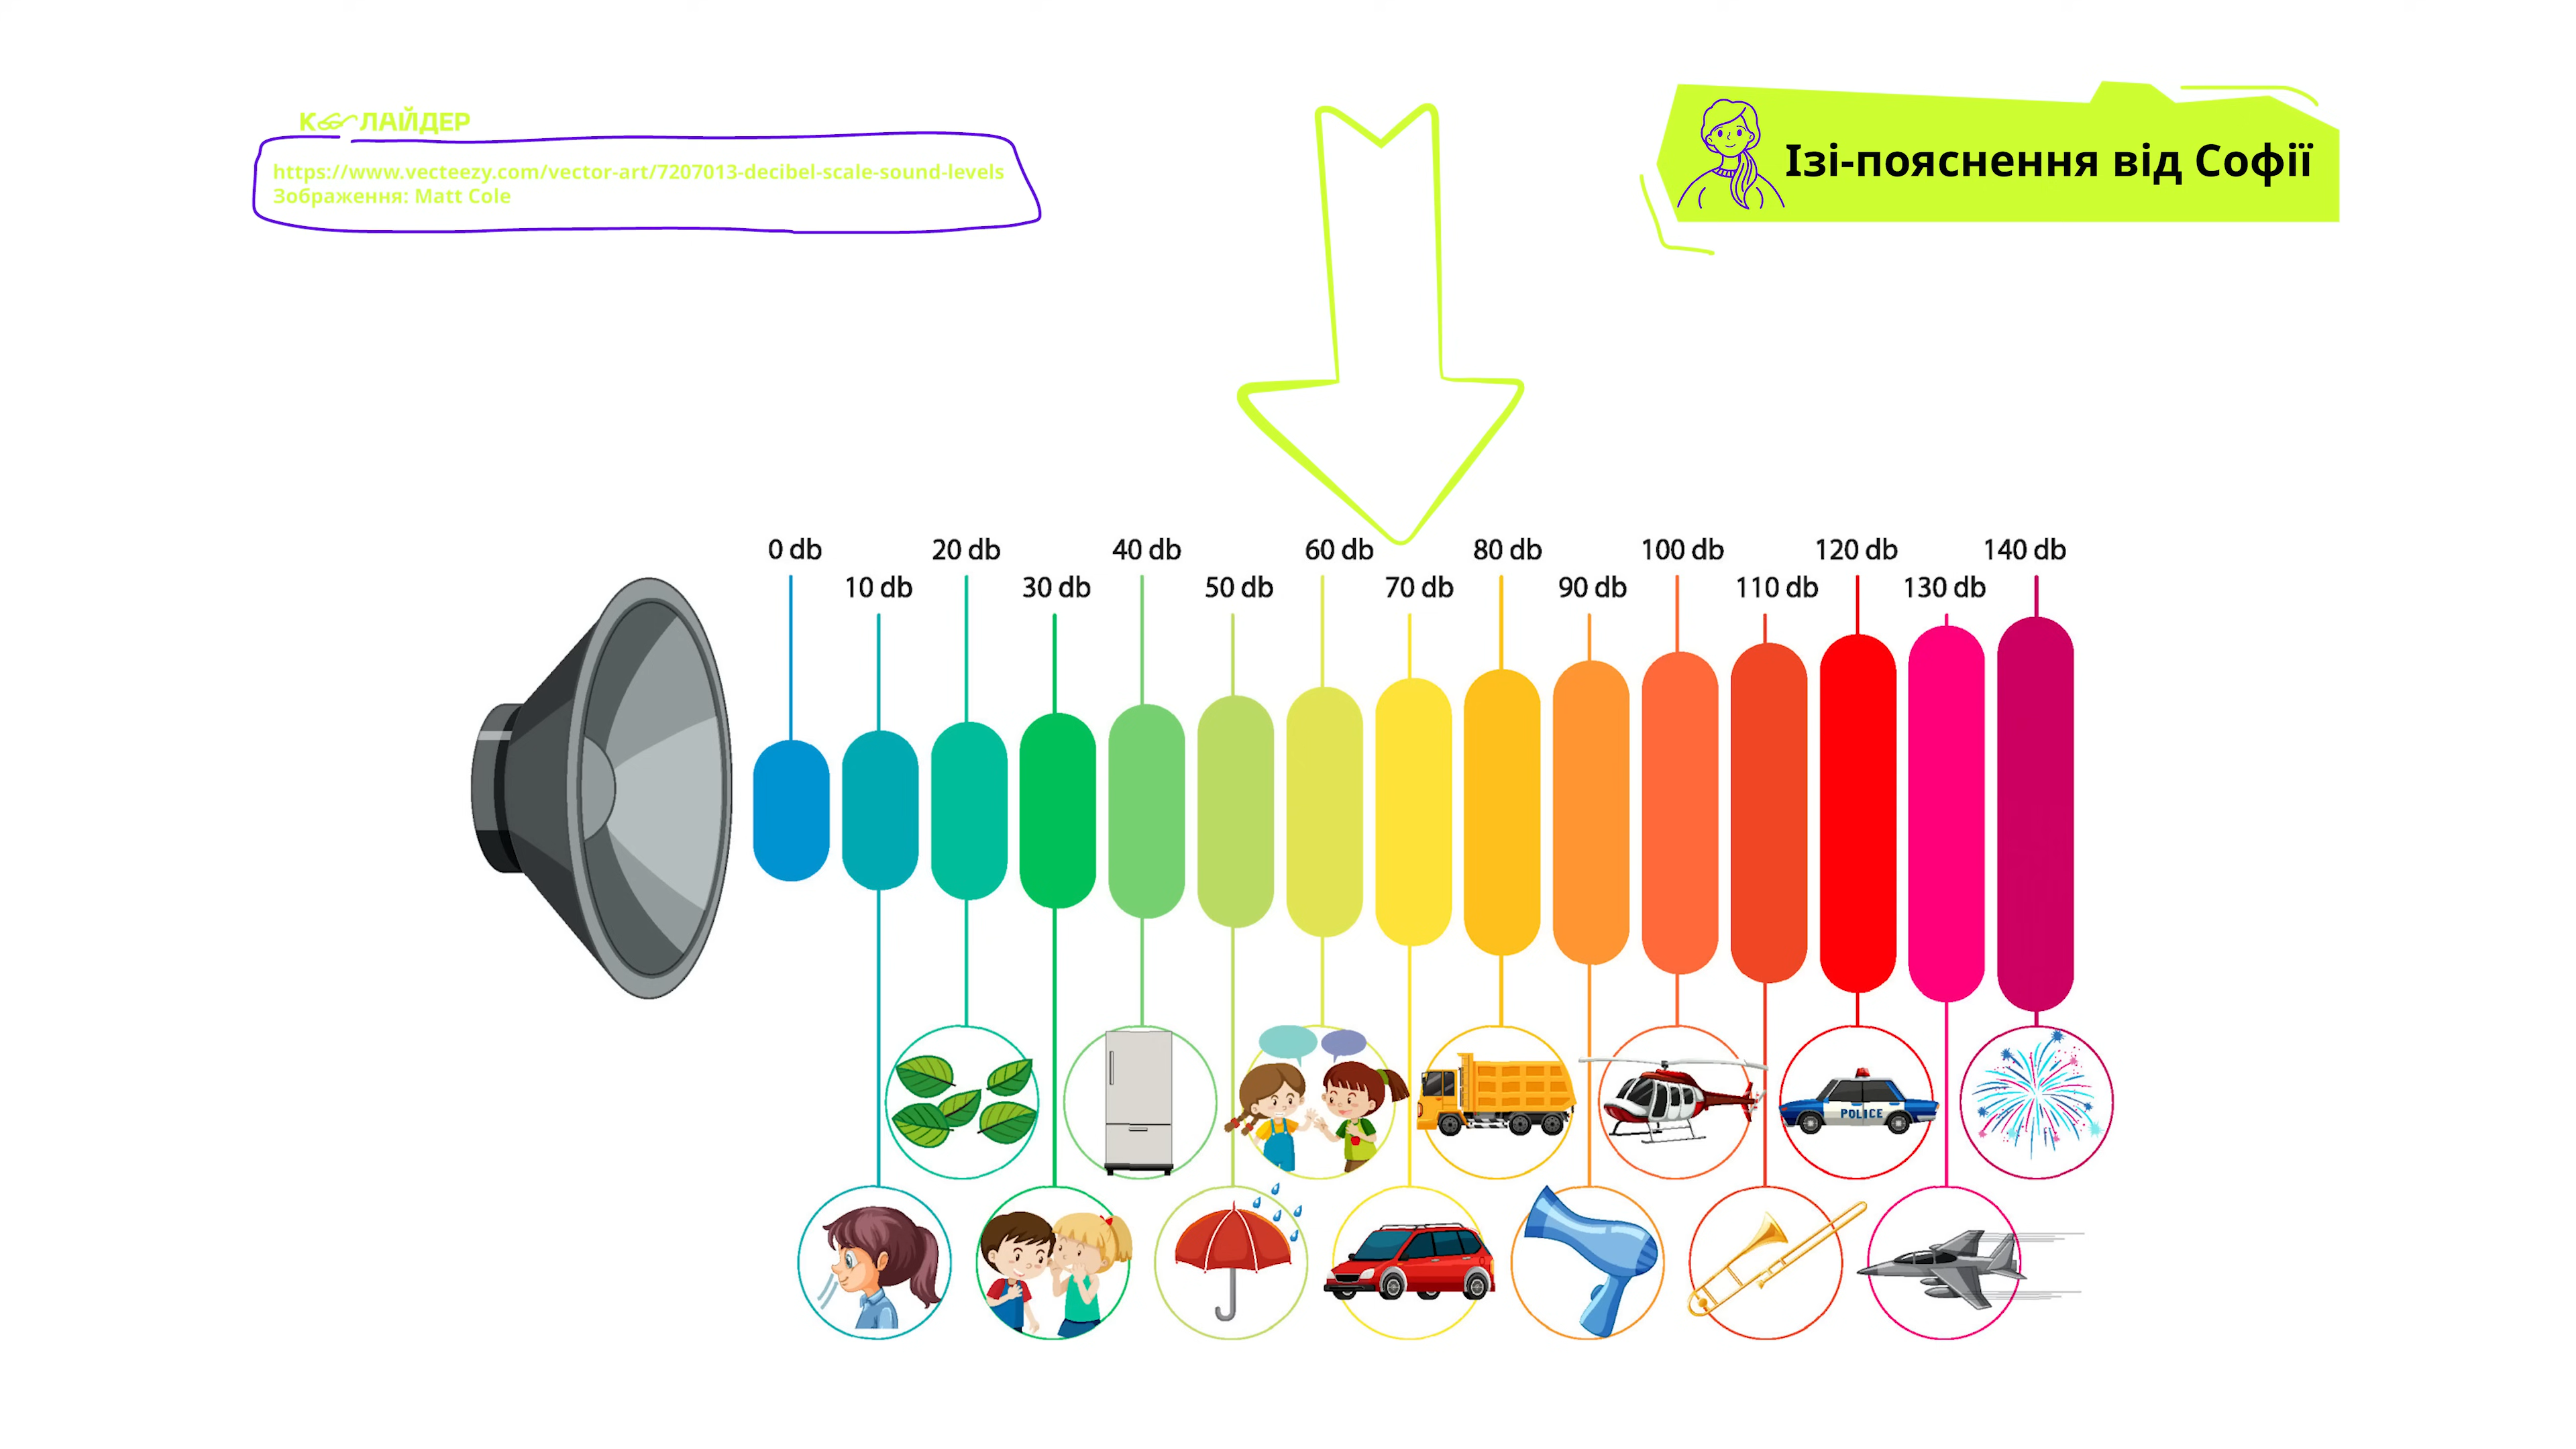 КОЛАЙДЕР
https://www.vecteezy.com/vector-art/7207013-decibel-scale-sound-levels
Зображення: Matt Cole
Ізі-пояснення від Софії
0 db
10 db
20 db
30 db
40 db
50 db
60 db
70 db
80 db
90 db
100 db
110 db
120 db
130 db
140 db
POLICE